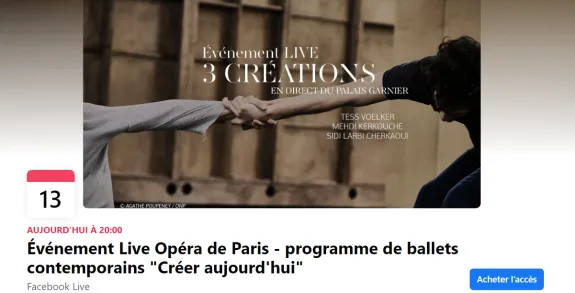 Événement LIVE
3 CRÉATIONS
EN DIRECT DU PALAIS GARNIER
TESS VOELKER
MEHDI KERKOUCHE
SIDI LARBI CHERKAOUI
© AGATHE POUPENEY / ONP
13
AUJOURD'HUI À 20:00
Événement Live Opéra de Paris - programme de ballets
contemporains "Créer aujourd'hui"
Facebook Live
Acheter l'accès